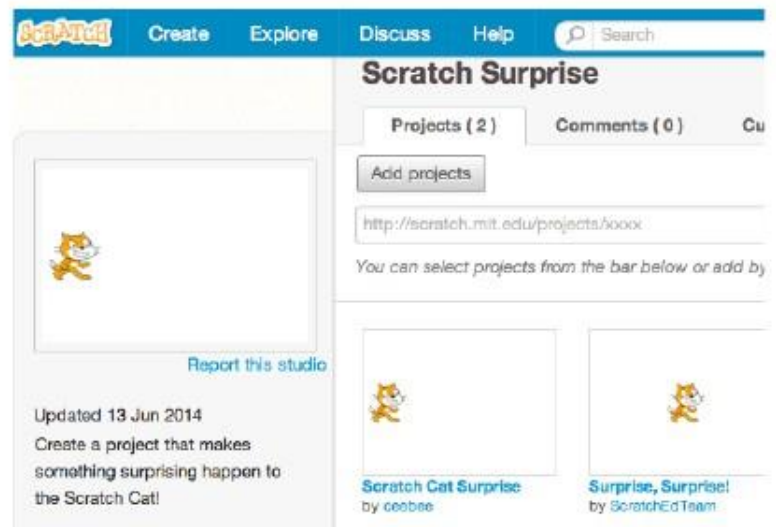 SCRATCH Create Explore Discuss Help Search
Scratch Surprise
Projects ( 2 ) Comments ( 0 ) Cu
Add projects
http://scratch.mit.edu/projects/xxxx
You can select projects from the bar below or add by
Report this studio
Updated 13 Jun 2014
Create a project that makes
something surprising happen to
the Scratch Cat!
Scratch Cat Surprise
by ceebee
Surprise, Surprise!
by ScratchEdTeam